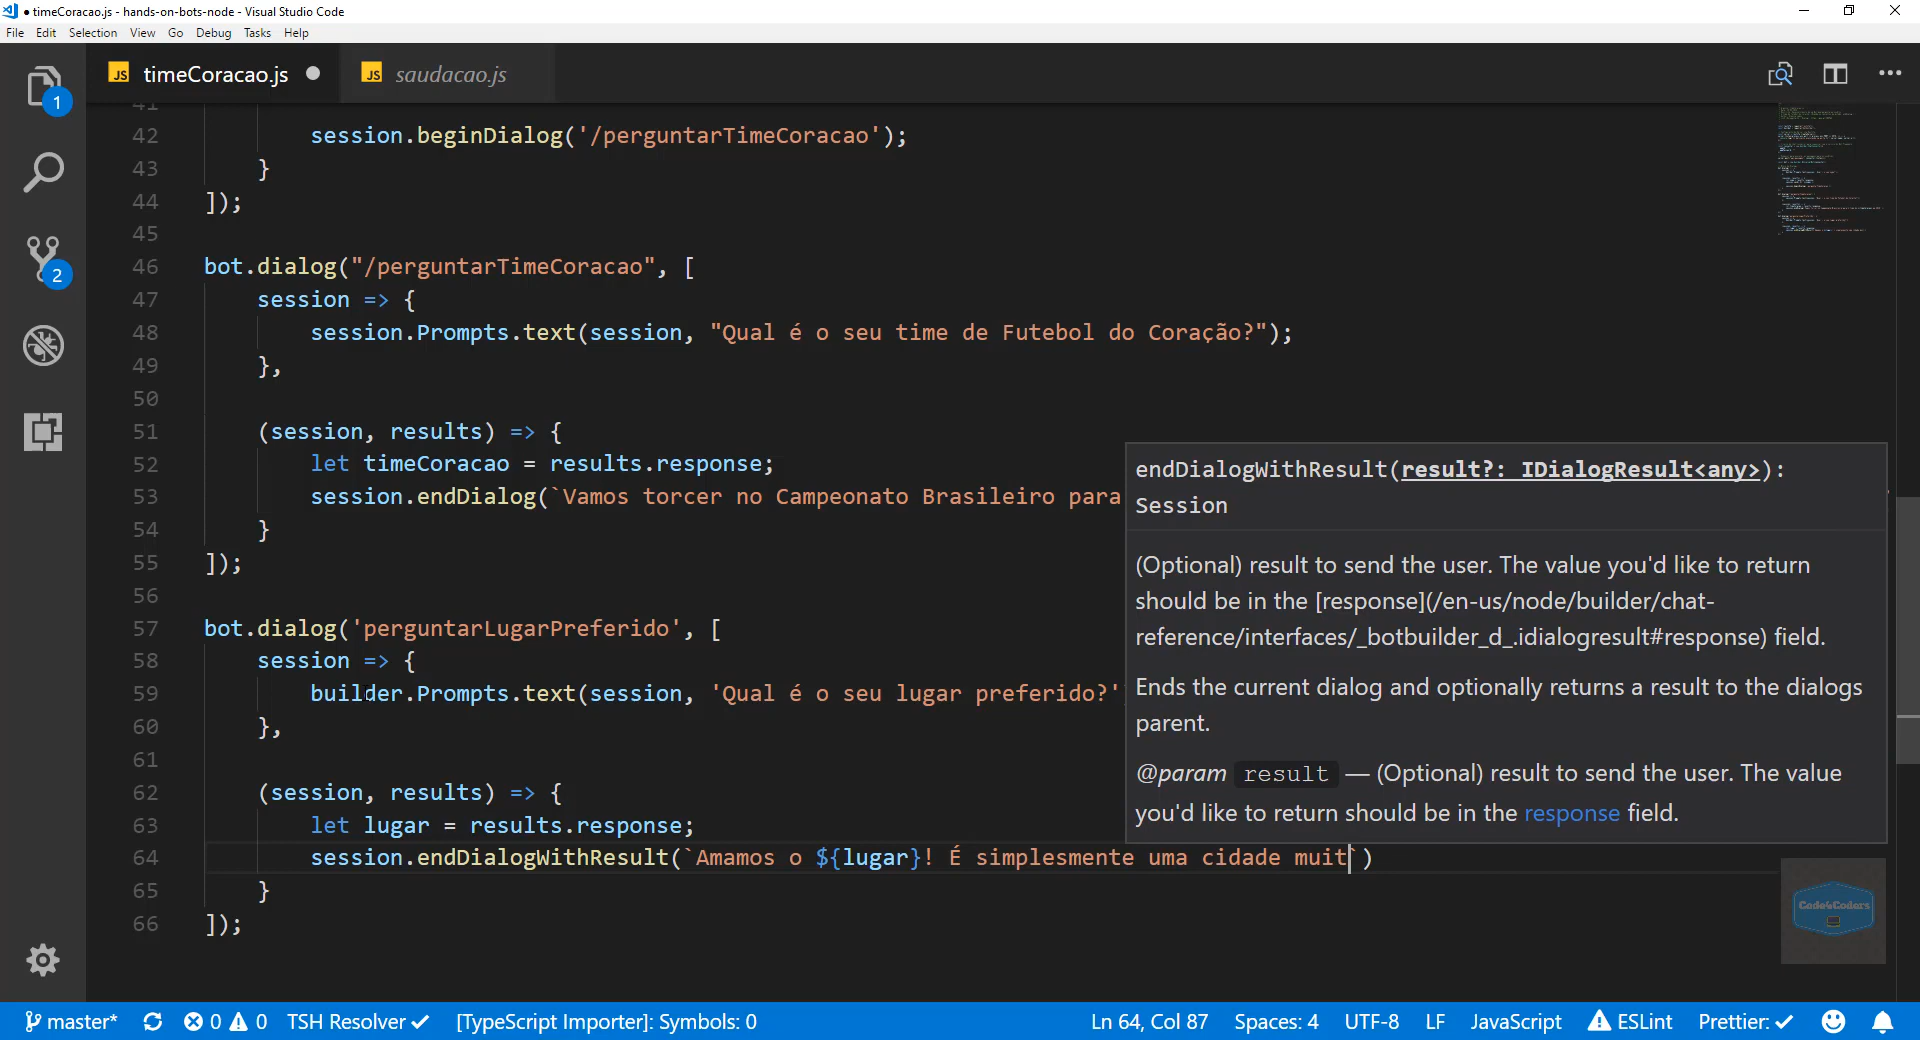 ● timeCoracao.js - hands-on-bots-node - Visual Studio Code
File Edit Selection View Go Debug Tasks Help
JS timeCoracao.js ● JS saudacao.js
1
2
41
42 session.beginDialog('/perguntarTimeCoracao');
43 }
44 ]);
45
46 bot.dialog("/perguntarTimeCoracao", [
47 session => {
48 session.Prompts.text(session, "Qual é o seu time de Futebol do Coração?");
49 },
50
51 (session, results) => {
52 let timeCoracao = results.response;
53 session.endDialog(`Vamos torcer no Campeonato Brasileiro para
54 }
55 ]);
56
57 bot.dialog('perguntarLugarPreferido', [
58 session => {
59 builder.Prompts.text(session, 'Qual é o seu lugar preferido?'
60 },
61
62 (session, results) => {
63 let lugar = results.response;
64 session.endDialogWithResult(`Amamos o ${lugar}! É simplesmente uma cidade muit`)
65 }
66 ]);
endDialogWithResult(result?: IDialogResult<any>):
Session
(Optional) result to send the user. The value you'd like to return
should be in the [response](/en-us/node/builder/chat-
reference/interfaces/_botbuilder_d_.idialogresult#response) field.
Ends the current dialog and optionally returns a result to the dialogs
parent.
@param result — (Optional) result to send the user. The value
you'd like to return should be in the response field.
Code4Coders
master* 0 0 TSH Resolver ✓ [TypeScript Importer]: Symbols: 0 Ln 64, Col 87 Spaces: 4 UTF-8 LF JavaScript ESLint Prettier: ✓